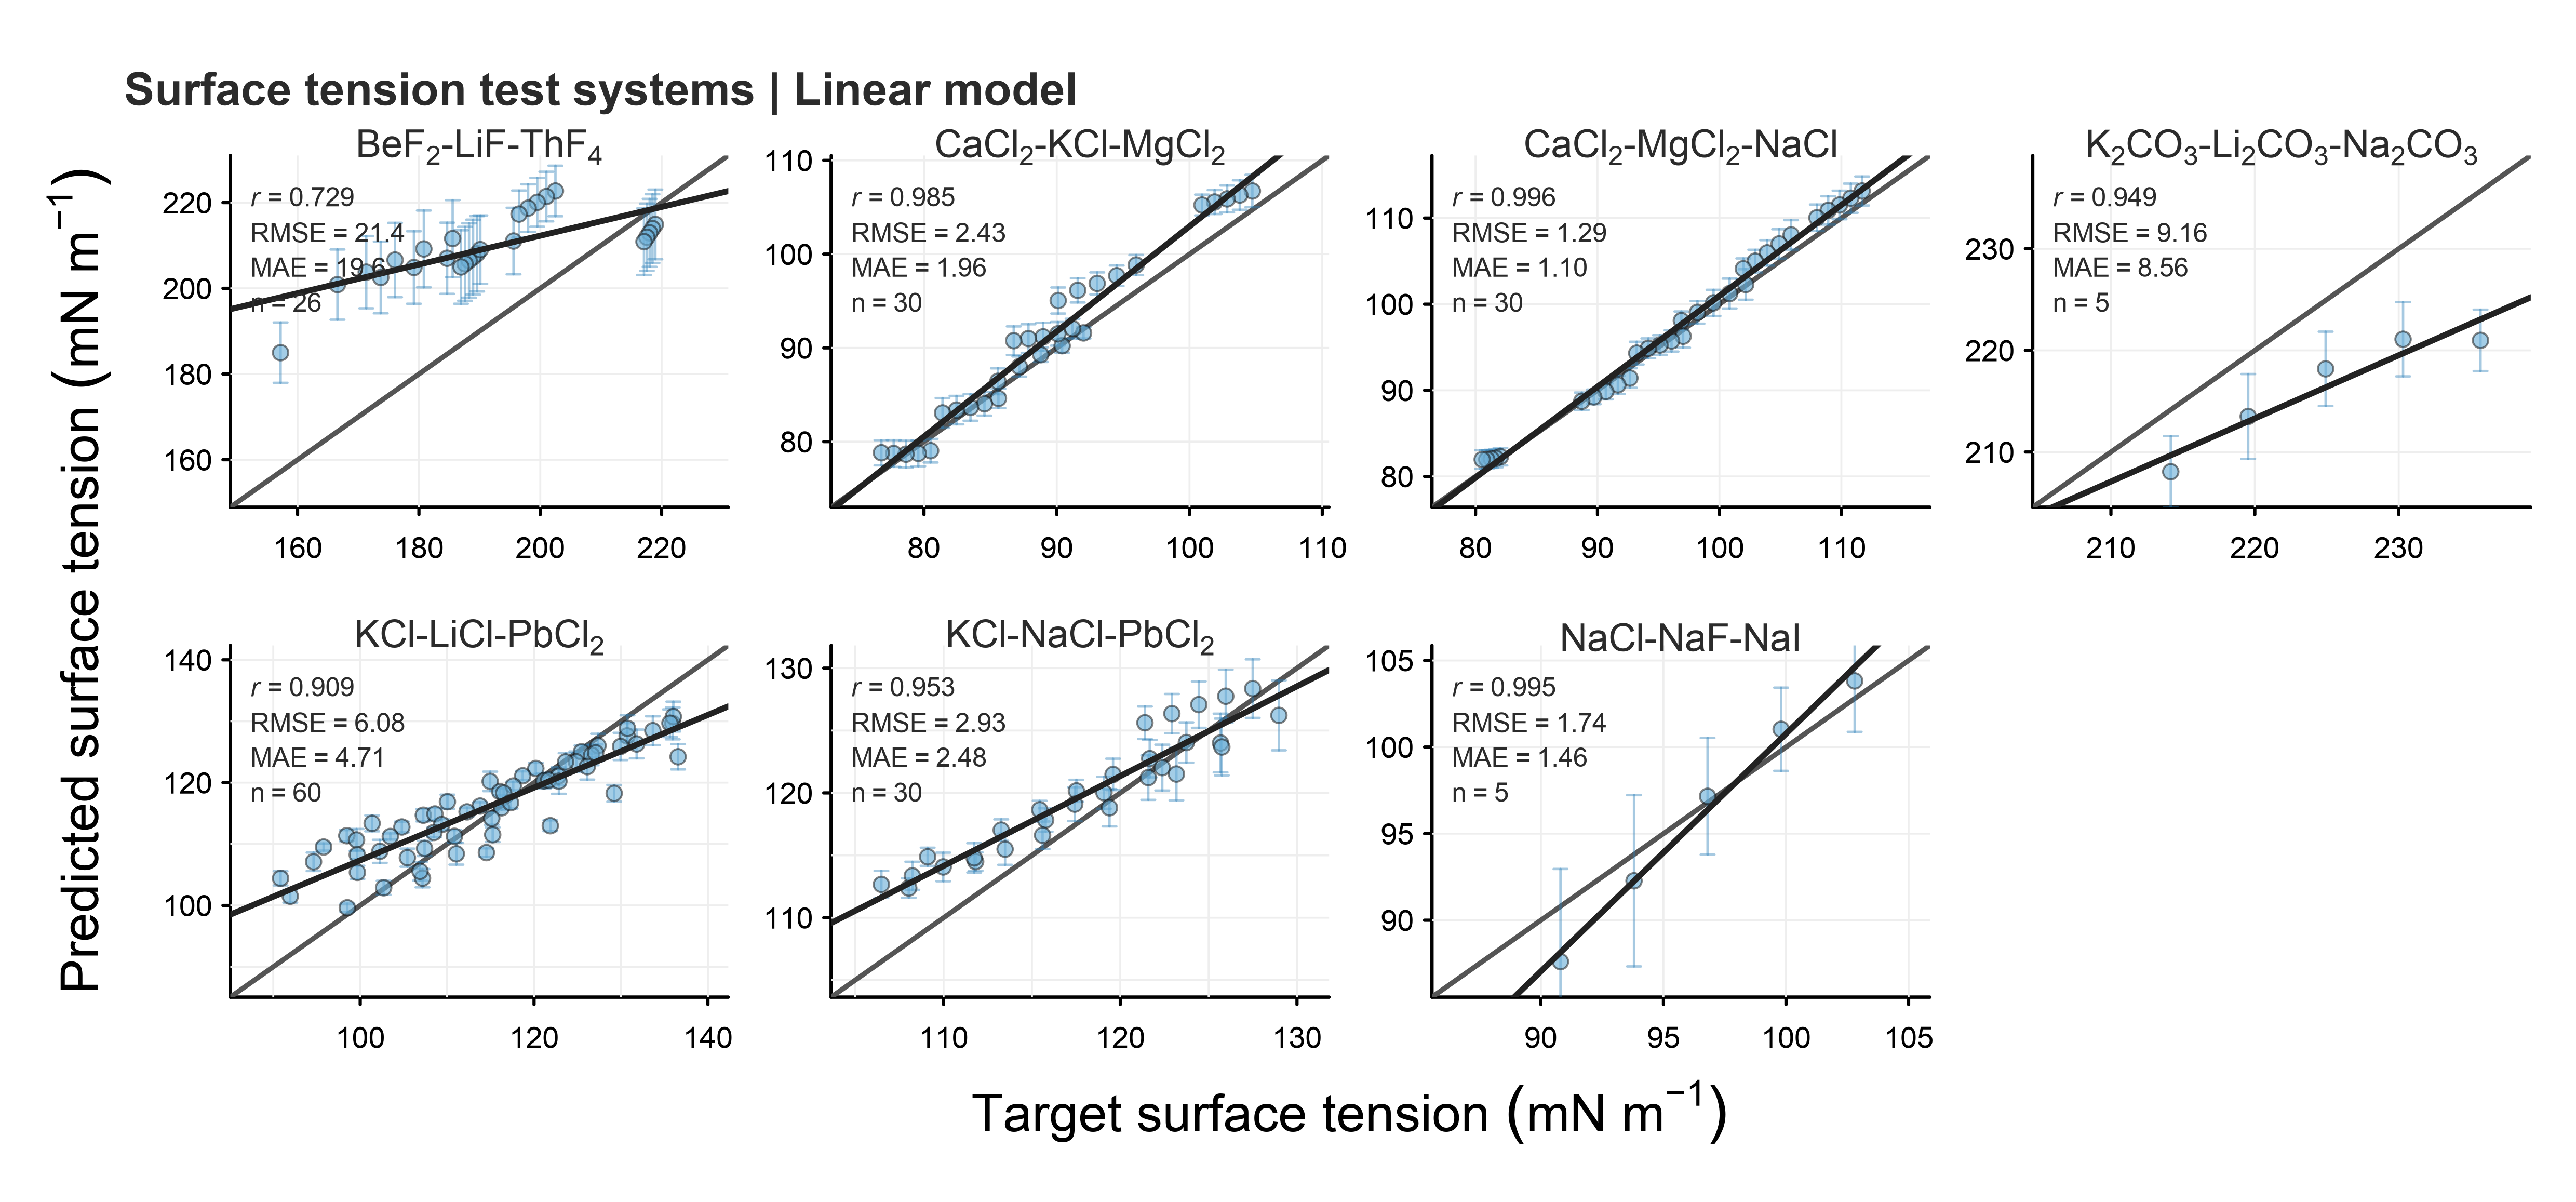 Surface tension test systems | Linear model
BeF₂-LiF-ThF₄
r = 0.729
RMSE = 21.4
MAE = 19.6
n = 26
220
200
180
160
160 180 200 220
CaCl₂-KCl-MgCl₂
r = 0.985
RMSE = 2.43
MAE = 1.96
n = 30
110
100
90
80
80 90 100 110
CaCl₂-MgCl₂-NaCl
r = 0.996
RMSE = 1.29
MAE = 1.10
n = 30
110
100
90
80
80 90 100 110
K₂CO₃-Li₂CO₃-Na₂CO₃
r = 0.949
RMSE = 9.16
MAE = 8.56
n = 5
230
220
210
210 220 230
KCl-LiCl-PbCl₂
r = 0.909
RMSE = 6.08
MAE = 4.71
n = 60
140
120
100
100 120 140
KCl-NaCl-PbCl₂
r = 0.953
RMSE = 2.93
MAE = 2.48
n = 30
130
120
110
110 120 130
NaCl-NaF-NaI
r = 0.995
RMSE = 1.74
MAE = 1.46
n = 5
105
100
95
90
90 95 100 105
Predicted surface tension (mN m⁻¹)
Target surface tension (mN m⁻¹)